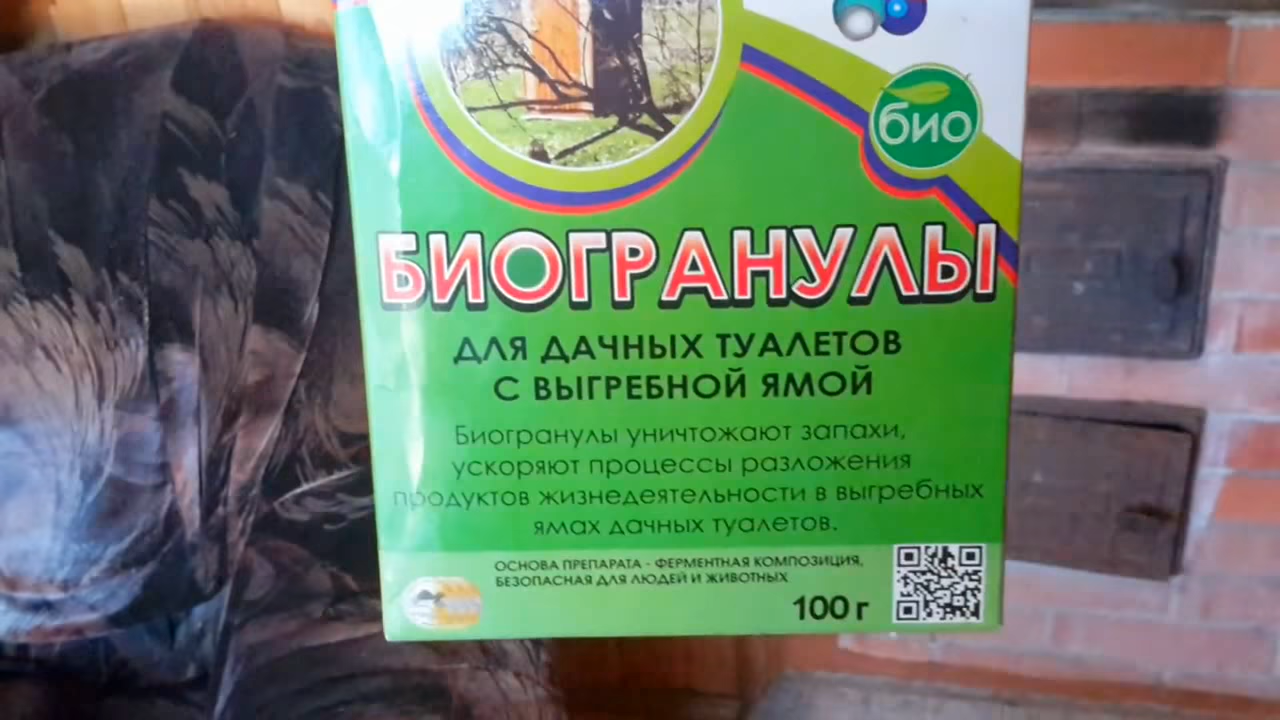 био
БИОГРАНУЛЫ
ДЛЯ ДАЧНЫХ ТУАЛЕТОВ
С ВЫГРЕБНОЙ ЯМОЙ
Биогранулы уничтожают запахи,
ускоряют процессы разложения
продуктов жизнедеятельности в выгребных
ямах дачных туалетов.
ОСНОВА ПРЕПАРАТА - ФЕРМЕНТНАЯ КОМПОЗИЦИЯ,
БЕЗОПАСНАЯ ДЛЯ ЛЮДЕЙ И ЖИВОТНЫХ
100 г